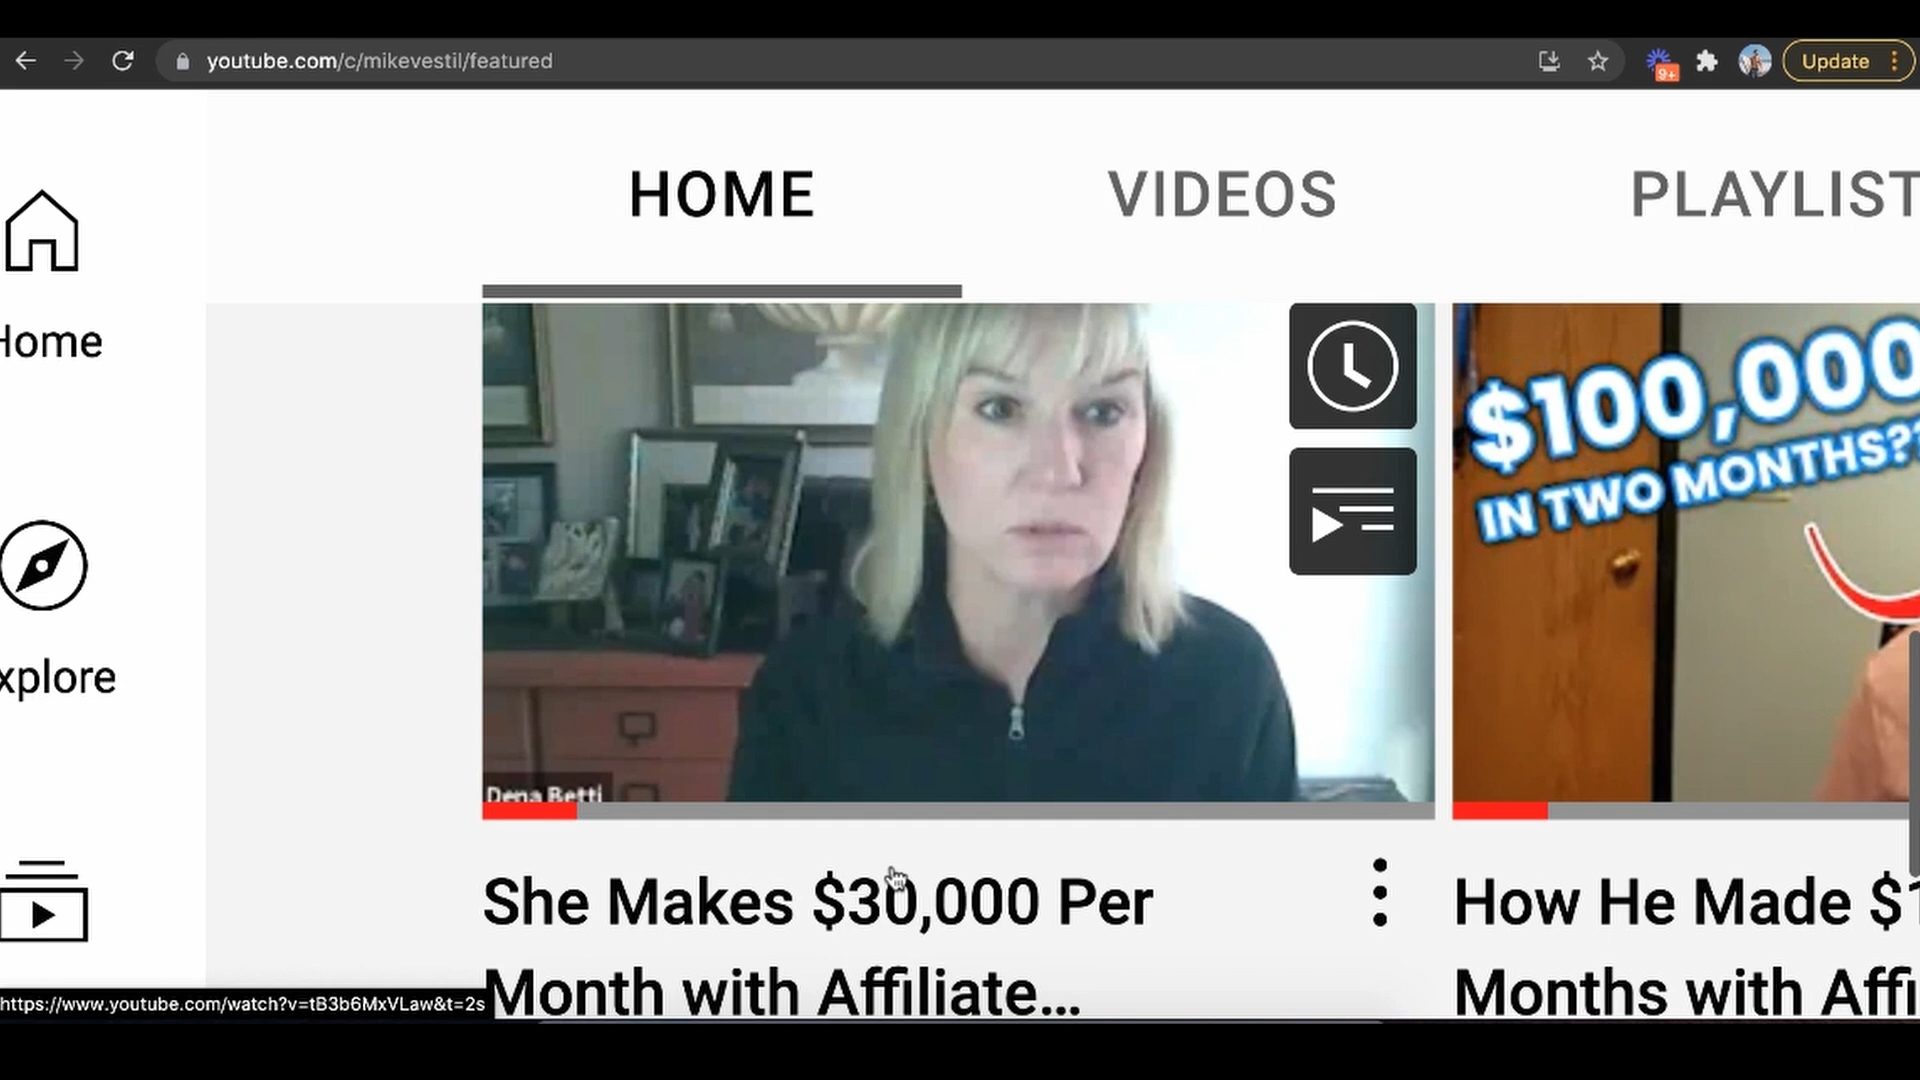 youtube.com/c/mikevestil/featured
9+
Update
HOME
VIDEOS
PLAYLIST
Home
xplore
$100,000
IN TWO MONTHS??
Dena Betti
She Makes $30,000 Per
Month with Affiliate...
How He Made $1
Months with Affi
https://www.youtube.com/watch?v=tB3b6MxVLaw&t=2s